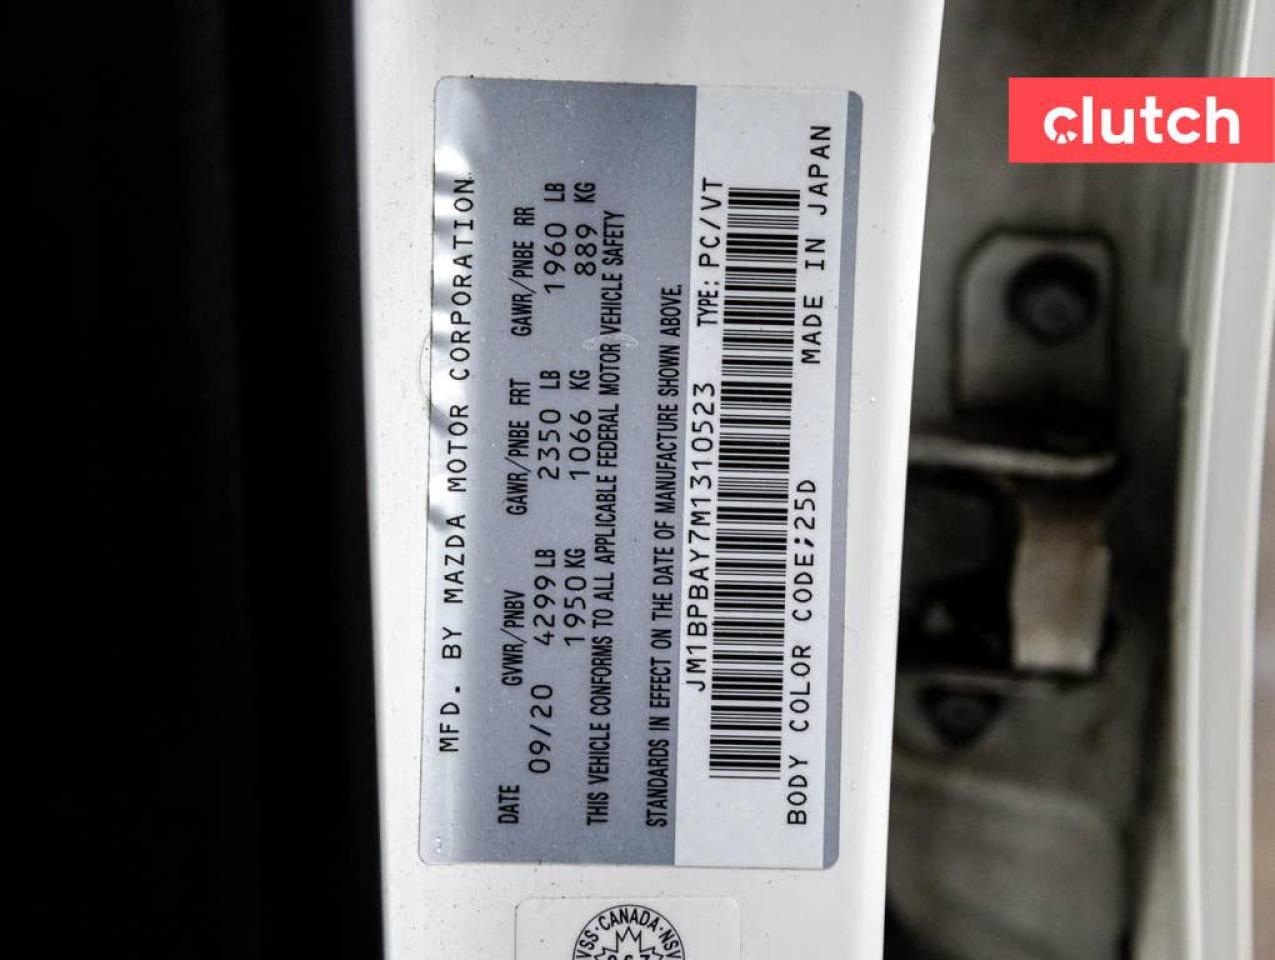 clutch
MFD. BY MAZDA MOTOR CORPORATION
DATE GVWR/PNBV GAWR/PNBE FRT GAWR/PNBE RR
09/20 4299 LB 2350 LB 1960 LB
1950 KG 1066 KG 889 KG
THIS VEHICLE CONFORMS TO ALL APPLICABLE FEDERAL MOTOR VEHICLE SAFETY
STANDARDS IN EFFECT ON THE DATE OF MANUFACTURE SHOWN ABOVE.
JM1BPBAY7M1310523 TYPE: PC/VT
BODY COLOR CODE;25D MADE IN JAPAN
CANADA